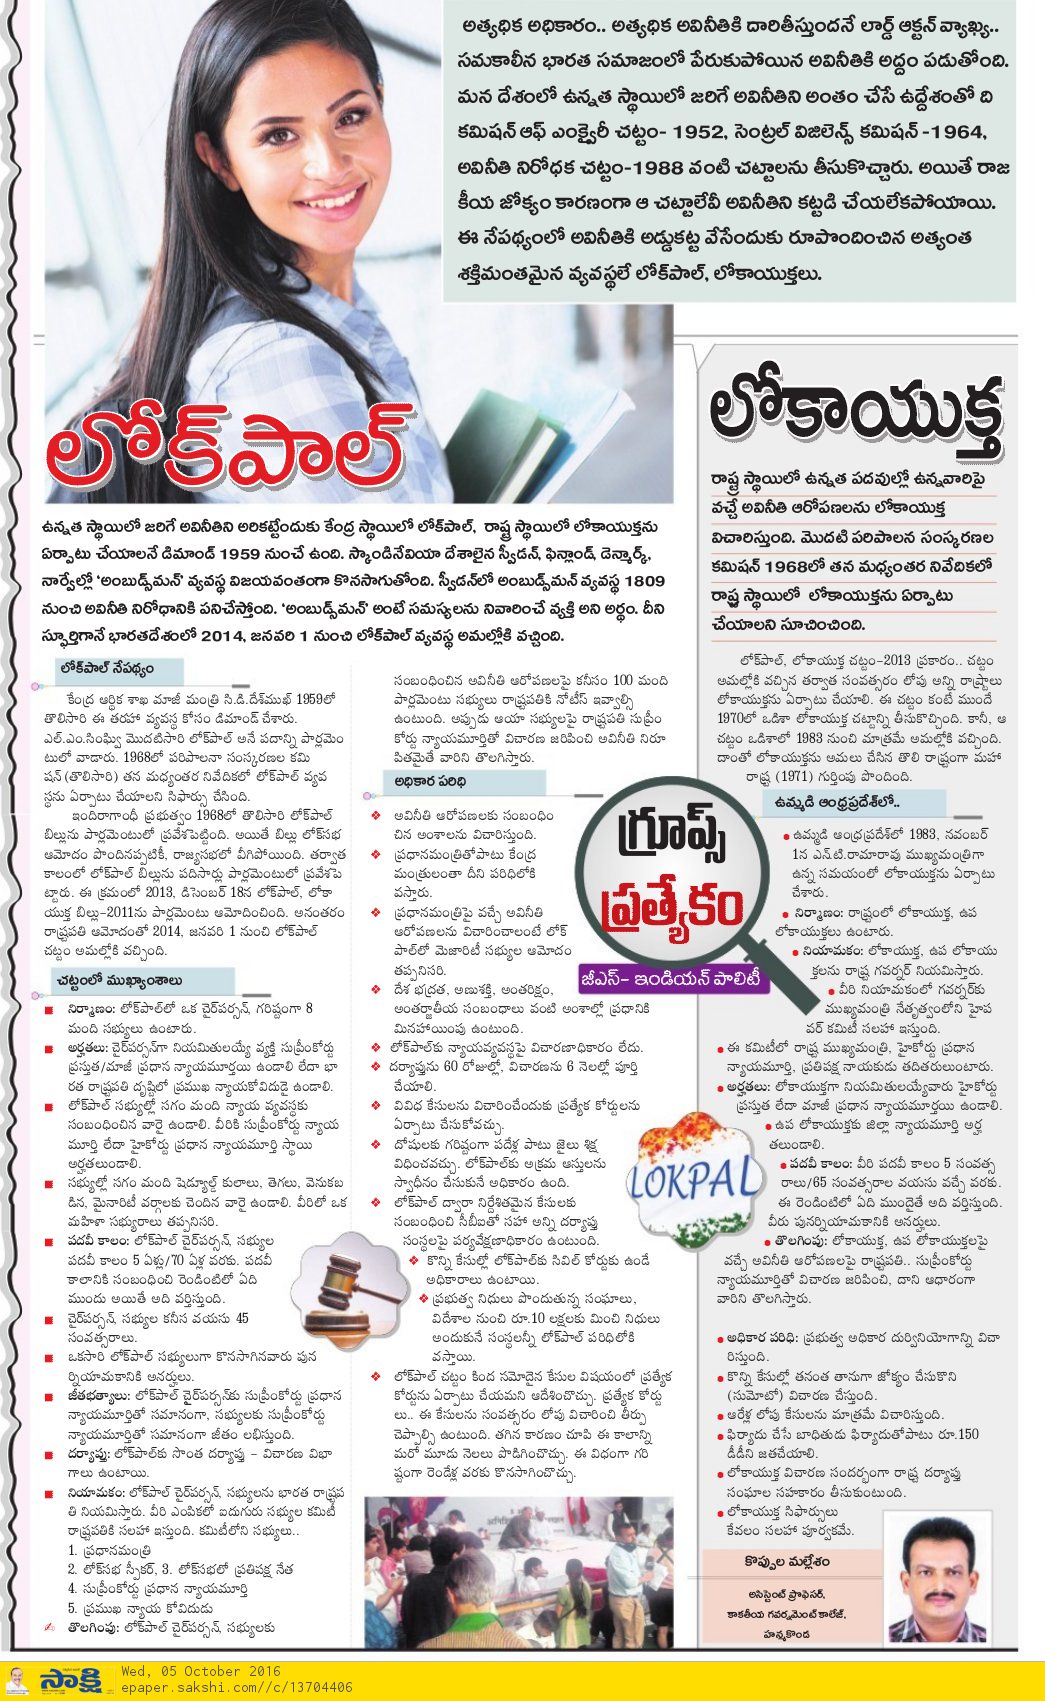 అత్యధిక అధికారం.. అత్యధిక అవినీతికి దారితీస్తుందనే లార్డ్ ఆక్టన్ వ్యాఖ్య..
సమకాలీన భారత సమాజంలో పేరుకుపోయిన అవినీతికి అద్దం పడుతోంది.
మన దేశంలో ఉన్నత స్థాయిలో జరిగే అవినీతిని అంతం చేసే ఉద్దేశంతో ది
కమిషన్ ఆఫ్ ఎంక్వైరీ చట్టం- 1952, సెంట్రల్ విజిలెన్స్ కమిషన్ -1964,
అవినీతి నిరోధక చట్టం-1988 వంటి చట్టాలను తీసుకొచ్చారు. అయితే రాజ
కీయ జోక్యం కారణంగా ఆ చట్టాలేవీ అవినీతిని కట్టడి చేయలేకపోయాయి.
ఈ నేపథ్యంలో అవినీతికి అడ్డుకట్ట వేసేందుకు రూపొందించిన అత్యంత
శక్తిమంతమైన వ్యవస్థలే లోక్‌పాల్, లోకాయుక్తలు.
లోక్‌పాల్
ఉన్నత స్థాయిలో జరిగే అవినీతిని అరికట్టేందుకు కేంద్ర స్థాయిలో లోక్‌పాల్, రాష్ట్ర స్థాయిలో లోకాయుక్తను
ఏర్పాటు చేయాలనే డిమాండ్ 1959 నుంచే ఉంది. స్కాండినేవియా దేశాలైన స్వీడన్, ఫిన్లాండ్, డెన్మార్క్,
నార్వేల్లో ‘అంబుడ్స్‌మన్’ వ్యవస్థ విజయవంతంగా కొనసాగుతోంది. స్వీడన్‌లో అంబుడ్స్‌మన్ వ్యవస్థ 1809
నుంచి అవినీతి నిరోధానికి పనిచేస్తోంది. ‘అంబుడ్స్‌మన్’ అంటే సమస్యలను నివారించే వ్యక్తి అని అర్థం. దీని
స్ఫూర్తిగానే భారతదేశంలో 2014, జనవరి 1 నుంచి లోక్‌పాల్ వ్యవస్థ అమల్లోకి వచ్చింది.
లోక్‌పాల్ నేపథ్యం
కేంద్ర ఆర్థిక శాఖ మాజీ మంత్రి సి.డి.దేశ్‌ముఖ్ 1959లో
తొలిసారి ఈ తరహా వ్యవస్థ కోసం డిమాండ్ చేశారు.
ఎల్.ఎం.సింఘ్వి మొదటిసారి లోక్‌పాల్ అనే పదాన్ని పార్లమెం
టులో వాడారు. 1968లో పరిపాలనా సంస్కరణల కమి
షన్ (తొలిసారి) తన మధ్యంతర నివేదికలో లోక్‌పాల్ వ్యవ
స్థను ఏర్పాటు చేయాలని సిఫార్సు చేసింది.
ఇందిరాగాంధీ ప్రభుత్వం 1968లో తొలిసారి లోక్‌పాల్
బిల్లును పార్లమెంటులో ప్రవేశపెట్టింది. అయితే బిల్లు లోక్‌సభ
ఆమోదం పొందినప్పటికీ, రాజ్యసభలో వీగిపోయింది. తర్వాత
కాలంలో లోక్‌పాల్ బిల్లును పదిసార్లు పార్లమెంటులో ప్రవేశపె
ట్టారు. ఈ క్రమంలో 2013, డిసెంబర్ 18న లోక్‌పాల్, లోకా
యుక్త బిల్లు-2011ను పార్లమెంటు ఆమోదించింది. అనంతరం
రాష్ట్రపతి ఆమోదంతో 2014, జనవరి 1 నుంచి లోక్‌పాల్
చట్టం అమల్లోకి వచ్చింది.
చట్టంలో ముఖ్యాంశాలు
నిర్మాణం: లోక్‌పాల్‌లో ఒక చైర్‌పర్సన్, గరిష్టంగా 8
మంది సభ్యులు ఉంటారు.
అర్హతలు: చైర్‌పర్సన్‌గా నియమితులయ్యే వ్యక్తి సుప్రీంకోర్టు
ప్రస్తుత/మాజీ ప్రధాన న్యాయమూర్తయి ఉండాలి లేదా భా
రత రాష్ట్రపతి దృష్టిలో ప్రముఖ న్యాయకోవిదుడై ఉండాలి.
లోక్‌పాల్ సభ్యుల్లో సగం మంది న్యాయ వ్యవస్థకు
సంబంధించిన వారై ఉండాలి. వీరికి సుప్రీంకోర్టు న్యాయ
మూర్తి లేదా హైకోర్టు ప్రధాన న్యాయమూర్తి స్థాయి
అర్హతలుండాలి.
సభ్యుల్లో సగం మంది షెడ్యూల్డ్ కులాలు, తెగలు, వెనుకబ
డిన, మైనారిటీ వర్గాలకు చెందిన వారై ఉండాలి. వీరిలో ఒక
మహిళా సభ్యురాలు తప్పనిసరి.
పదవీ కాలం: లోక్‌పాల్ చైర్‌పర్సన్, సభ్యుల
పదవీ కాలం 5 ఏళ్లు/70 ఏళ్ల వరకు. పదవీ
కాలానికి సంబంధించి రెండింటిలో ఏది
ముందు అయితే అది వర్తిస్తుంది.
చైర్‌పర్సన్, సభ్యుల కనీస వయసు 45
సంవత్సరాలు.
ఒకసారి లోక్‌పాల్ సభ్యులుగా కొనసాగినవారు పున
ర్నియామకానికి అనర్హులు.
జీతభత్యాలు: లోక్‌పాల్ చైర్‌పర్సన్‌కు సుప్రీంకోర్టు ప్రధాన
న్యాయమూర్తితో సమానంగా, సభ్యులకు సుప్రీంకోర్టు
న్యాయమూర్తితో సమానంగా జీతం లభిస్తుంది.
దర్యాప్తు: లోక్‌పాల్‌కు సొంత దర్యాప్తు - విచారణ విభా
గాలు ఉంటాయి.
నియామకం: లోక్‌పాల్ చైర్‌పర్సన్, సభ్యులను భారత రాష్ట్రప
తి నియమిస్తారు. వీరి ఎంపికలో ఐదుగురు సభ్యుల కమిటీ
రాష్ట్రపతికి సలహా ఇస్తుంది. కమిటీలోని సభ్యులు..
1. ప్రధానమంత్రి
2. లోక్‌సభ స్పీకర్, 3. లోక్‌సభలో ప్రతిపక్ష నేత
4. సుప్రీంకోర్టు ప్రధాన న్యాయమూర్తి
5. ప్రముఖ న్యాయ కోవిదుడు
తొలగింపు: లోక్‌పాల్ చైర్‌పర్సన్, సభ్యులకు
సంబంధించిన అవినీతి ఆరోపణలపై కనీసం 100 మంది
పార్లమెంటు సభ్యులు రాష్ట్రపతికి నోటీస్ ఇవ్వాల్సి
ఉంటుంది. అప్పుడు ఆయా సభ్యులపై రాష్ట్రపతి సుప్రీం
కోర్టు న్యాయమూర్తితో విచారణ జరిపించి అవినీతి నిరూ
పితమైతే వారిని తొలగిస్తారు.
అధికార పరిధి
అవినీతి ఆరోపణలకు సంబంధిం
చిన అంశాలను విచారిస్తుంది.
ప్రధానమంత్రితోపాటు కేంద్ర
మంత్రులంతా దీని పరిధిలోకి
వస్తారు.
ప్రధానమంత్రిపై వచ్చే అవినీతి
ఆరోపణలను విచారించాలంటే లోక్
పాల్‌లో మెజారిటీ సభ్యుల ఆమోదం
తప్పనిసరి.
దేశ భద్రత, అణుశక్తి, అంతరిక్షం,
అంతర్జాతీయ సంబంధాలు వంటి అంశాల్లో ప్రధానికి
మినహాయింపు ఉంటుంది.
లోక్‌పాల్‌కు న్యాయవ్యవస్థపై విచారణాధికారం లేదు.
దర్యాప్తును 60 రోజుల్లో, విచారణను 6 నెలల్లో పూర్తి
చేయాలి.
వివిధ కేసులను విచారించేందుకు ప్రత్యేక కోర్టులను
ఏర్పాటు చేసుకోవచ్చు.
దోషులకు గరిష్టంగా పదేళ్ల పాటు జైలు శిక్ష
విధించవచ్చు. లోక్‌పాల్‌కు అక్రమ ఆస్తులను
స్వాధీనం చేసుకునే అధికారం ఉంది.
లోక్‌పాల్ ద్వారా నిర్దేశితమైన కేసులకు
సంబంధించి సీబీఐతో సహా అన్ని దర్యాప్తు
సంస్థలపై పర్యవేక్షణాధికారం ఉంటుంది.
కొన్ని కేసుల్లో లోక్‌పాల్‌కు సివిల్ కోర్టుకు ఉండే
అధికారాలు ఉంటాయి.
ప్రభుత్వ నిధులు పొందుతున్న సంఘాలు,
విదేశాల నుంచి రూ.10 లక్షలకు మించి నిధులు
అందుకునే సంస్థలన్నీ లోక్‌పాల్ పరిధిలోకి
వస్తాయి.
లోక్‌పాల్ చట్టం కింద నమోదైన కేసుల విషయంలో ప్రత్యేక
కోర్టును ఏర్పాటు చేయమని ఆదేశించొచ్చు. ప్రత్యేక కోర్టు
లు.. ఈ కేసులను సంవత్సరం లోపు విచారించి తీర్పు
చెప్పాల్సి ఉంటుంది. తగిన కారణం చూపి ఈ కాలాన్ని
మరో మూడు నెలలు పొడిగించొచ్చు. ఈ విధంగా గరి
ష్టంగా రెండేళ్ల వరకు కొనసాగించొచ్చు.
గ్రూప్స్
ప్రత్యేకం
జీఎస్- ఇండియన్ పాలిటీ
LOKPAL
లోకాయుక్త
రాష్ట్ర స్థాయిలో ఉన్నత పదవుల్లో ఉన్నవారిపై
వచ్చే అవినీతి ఆరోపణలను లోకాయుక్త
విచారిస్తుంది. మొదటి పరిపాలన సంస్కరణల
కమిషన్ 1968లో తన మధ్యంతర నివేదికలో
రాష్ట్ర స్థాయిలో లోకాయుక్తను ఏర్పాటు
చేయాలని సూచించింది.
లోక్‌పాల్, లోకాయుక్త చట్టం-2013 ప్రకారం.. చట్టం
అమల్లోకి వచ్చిన తర్వాత సంవత్సరం లోపు అన్ని రాష్ట్రాలు
లోకాయుక్తను ఏర్పాటు చేయాలి. ఈ చట్టం కంటే ముందే
1970లో ఒడిశా లోకాయుక్త చట్టాన్ని తీసుకొచ్చింది. కానీ, ఆ
చట్టం ఒడిశాలో 1983 నుంచి మాత్రమే అమల్లోకి వచ్చింది.
దాంతో లోకాయుక్తను అమలు చేసిన తొలి రాష్ట్రంగా మహా
రాష్ట్ర (1971) గుర్తింపు పొందింది.
ఉమ్మడి ఆంధ్రప్రదేశ్‌లో..
ఉమ్మడి ఆంధ్రప్రదేశ్‌లో 1983, నవంబర్
1న ఎన్.టి.రామారావు ముఖ్యమంత్రిగా
ఉన్న సమయంలో లోకాయుక్తను ఏర్పాటు
చేశారు.
నిర్మాణం: రాష్ట్రంలో లోకాయుక్త, ఉప
లోకాయుక్తలు ఉంటారు.
నియామకం: లోకాయుక్త, ఉప లోకాయు
క్తలను రాష్ట్ర గవర్నర్ నియమిస్తారు.
వీరి నియామకంలో గవర్నర్‌కు
ముఖ్యమంత్రి నేతృత్వంలోని హైప
వర్ కమిటీ సలహా ఇస్తుంది.
ఈ కమిటీలో రాష్ట్ర ముఖ్యమంత్రి, హైకోర్టు ప్రధాన
న్యాయమూర్తి, ప్రతిపక్ష నాయకుడు తదితరులుంటారు.
అర్హతలు: లోకాయుక్తగా నియమితులయ్యేవారు హైకోర్టు
ప్రస్తుత లేదా మాజీ ప్రధాన న్యాయమూర్తయి ఉండాలి.
ఉప లోకాయుక్తకు జిల్లా న్యాయమూర్తి అర్హ
తలుండాలి.
పదవీ కాలం: వీరి పదవీ కాలం 5 సంవత్స
రాలు/65 సంవత్సరాల వయసు వచ్చే వరకు.
ఈ రెండింటిలో ఏది ముందైతే అది వర్తిస్తుంది.
వీరు పునర్నియామకానికి అనర్హులు.
తొలగింపు: లోకాయుక్త, ఉప లోకాయుక్తలపై
వచ్చే అవినీతి ఆరోపణలపై రాష్ట్రపతి.. సుప్రీంకోర్టు
న్యాయమూర్తితో విచారణ జరిపించి, దాని ఆధారంగా
వారిని తొలగిస్తారు.
అధికార పరిధి: ప్రభుత్వ అధికార దుర్వినియోగాన్ని విచా
రిస్తుంది.
కొన్ని కేసుల్లో తనంత తానుగా జోక్యం చేసుకొని
(సుమోటో) విచారణ చేస్తుంది.
ఆరేళ్ల లోపు కేసులను మాత్రమే విచారిస్తుంది.
ఫిర్యాదు చేసే బాధితుడు ఫిర్యాదుతోపాటు రూ.150
డీడీని జతచేయాలి.
లోకాయుక్త విచారణ సందర్భంగా రాష్ట్ర దర్యాప్తు
సంఘాల సహకారం తీసుకుంటుంది.
లోకాయుక్త సిఫార్సులు
కేవలం సలహా పూర్వకమే.
కొప్పుల మల్లేశం
అసిస్టెంట్ ప్రొఫెసర్,
కాకతీయ గవర్నమెంట్ కాలేజ్,
హన్మకొండ
సాక్షి
Wed, 05 October 2016
epaper.sakshi.com//c/13704406